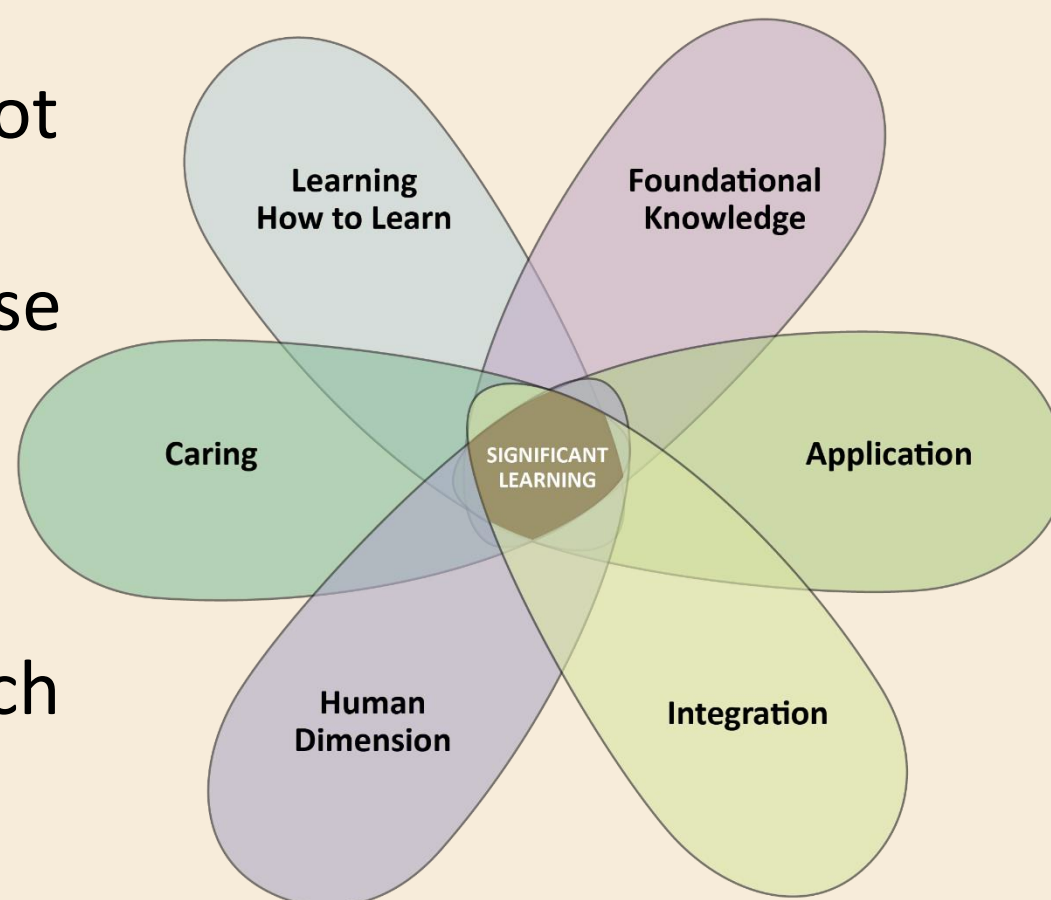 ot
se
ch
Learning
How to Learn
Foundational
Knowledge
Caring
SIGNIFICANT
LEARNING
Application
Human
Dimension
Integration